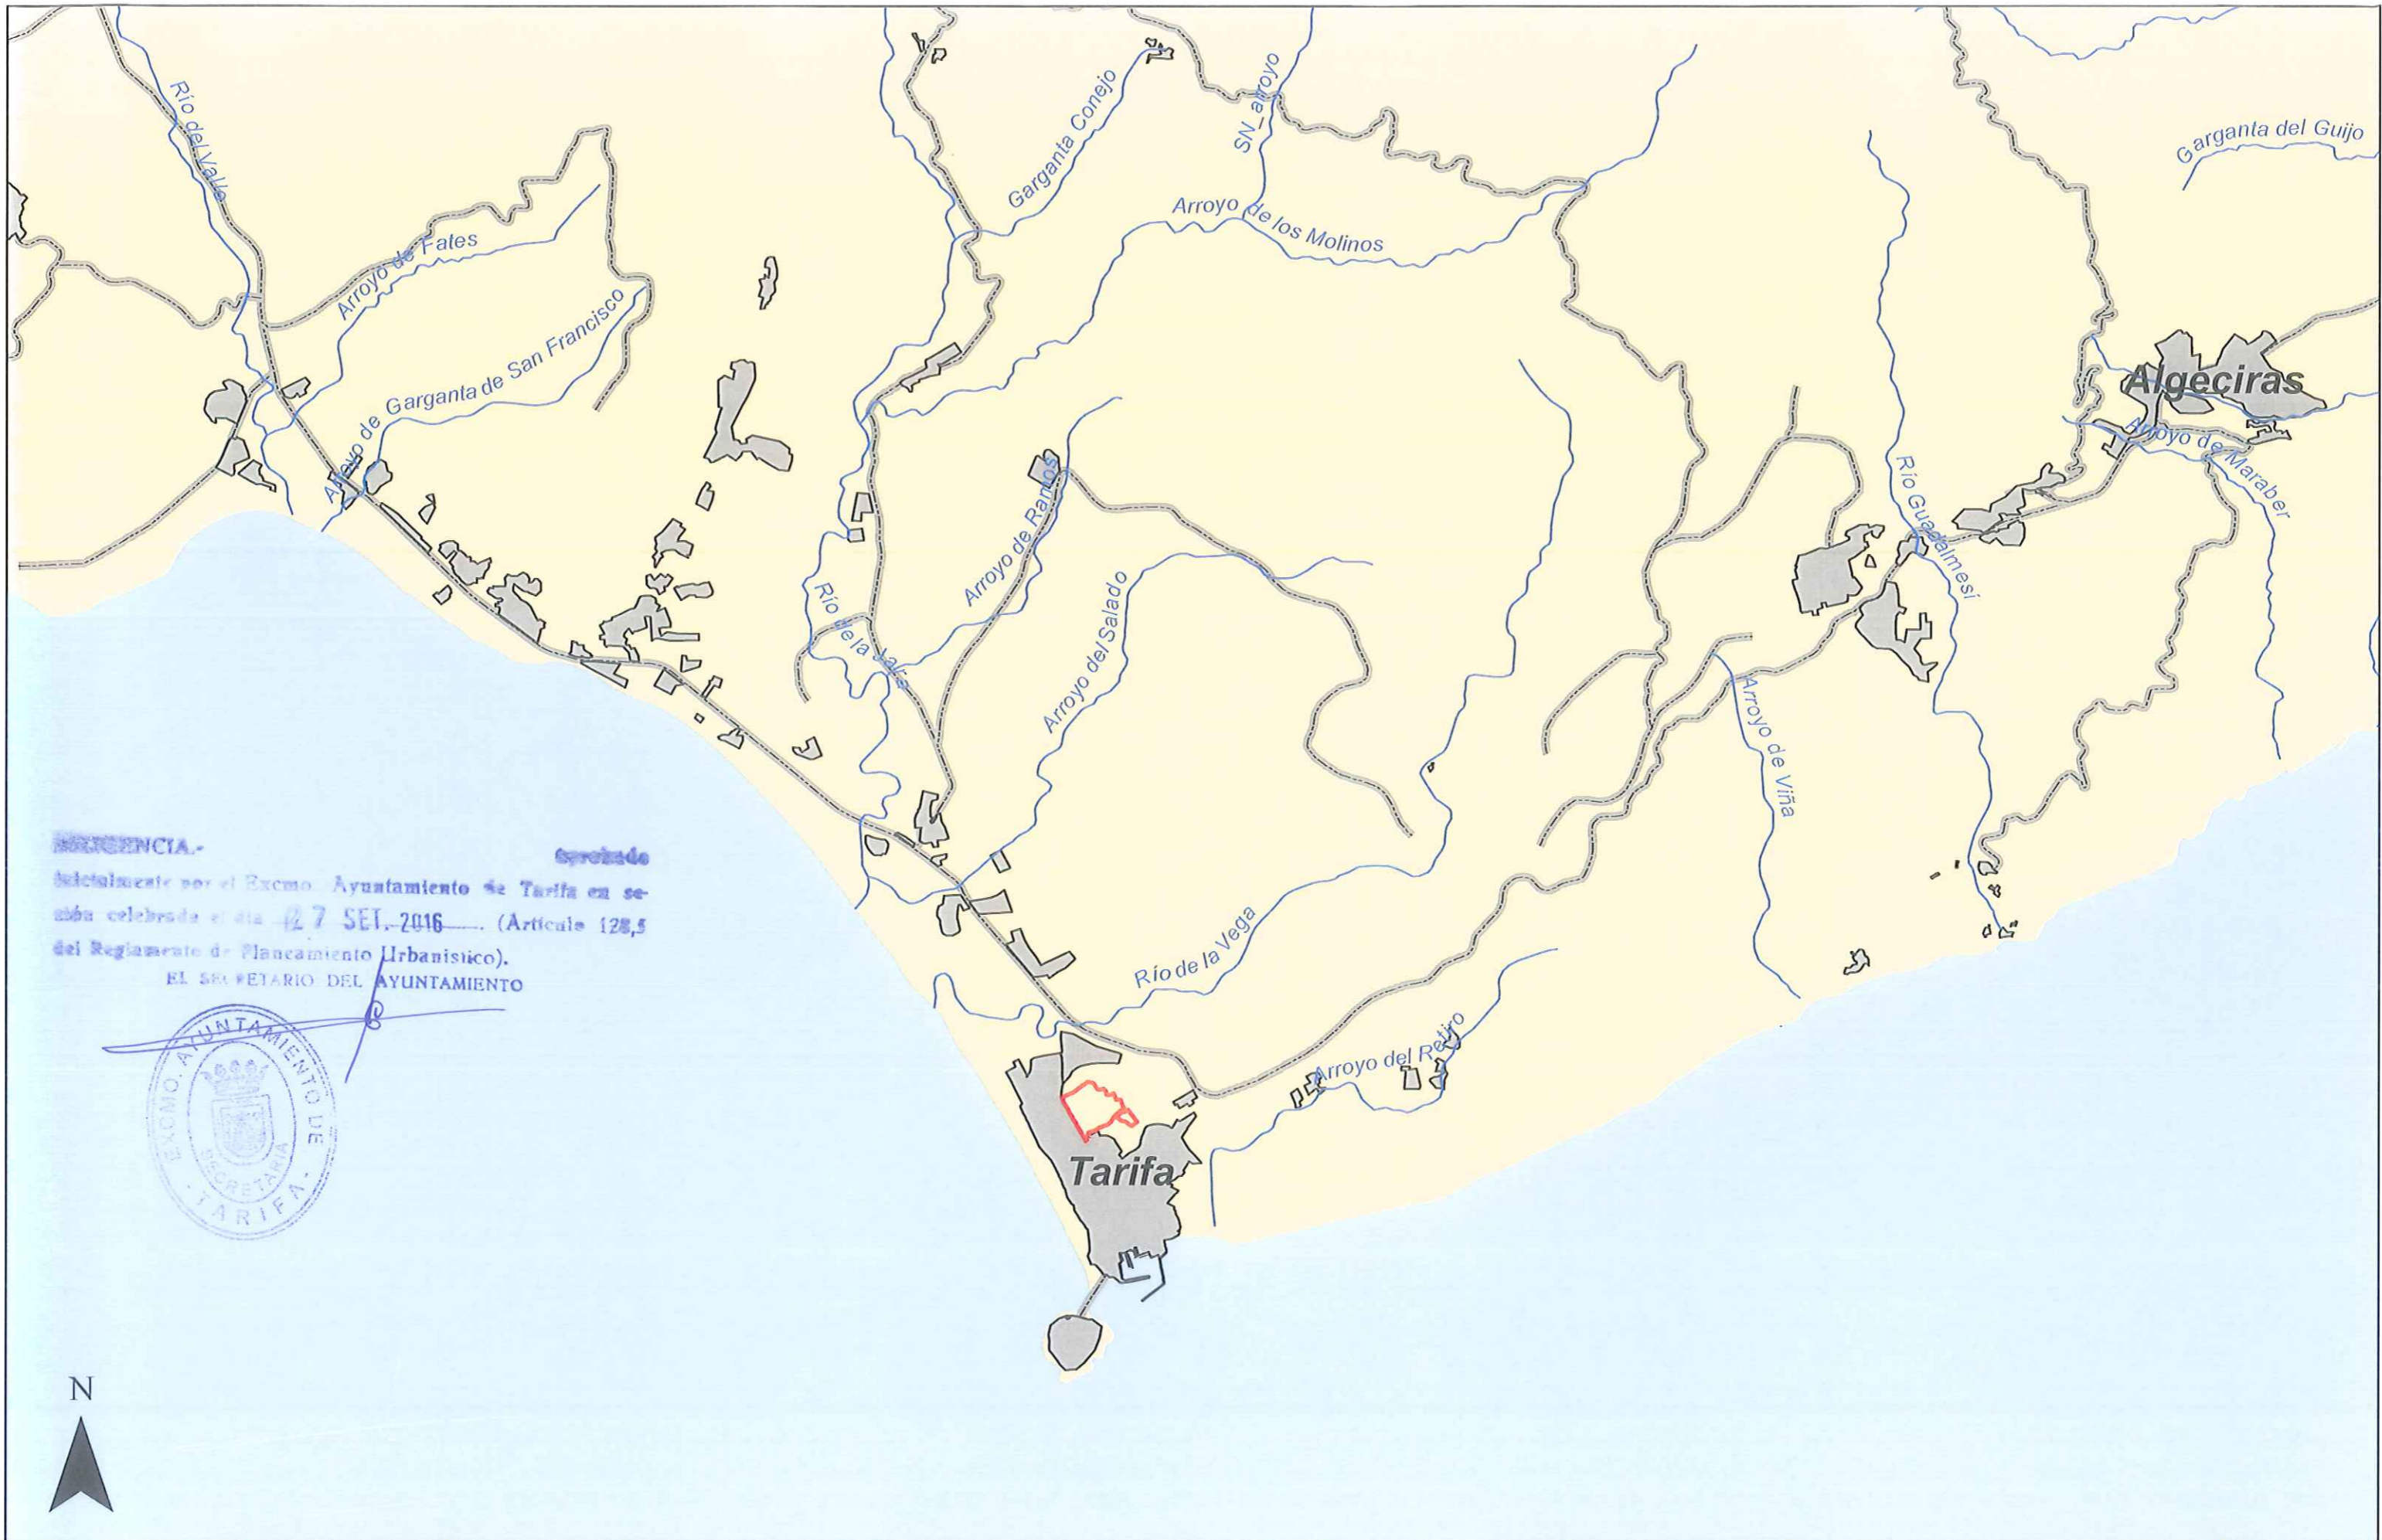 Río del Valle
Garganta Conejo
SN_arroyo
Garganta del Guijo
Arroyo de Fates
Arroyo de los Molinos
Arroyo de Garganta de San Francisco
Algeciras
Arroyo de Maraber
Arroyo de Ramos
Río Guadalmesí
Río de la Jalia
Arroyo del Salado
Arroyo de Viña
DILIGENCIA.- Aprobado
inicialmente por el Excmo. Ayuntamiento de Tarifa en se-
sión celebrada el día 27 SET. 2016 (Artículo 128,5
del Reglamento de Planeamiento Urbanístico).
EL SECRETARIO DEL AYUNTAMIENTO
EXCMO. AYUNTAMIENTO DE
- TARIFA -
SECRETARIA
Río de la Vega
Arroyo del Retiro
Tarifa
N